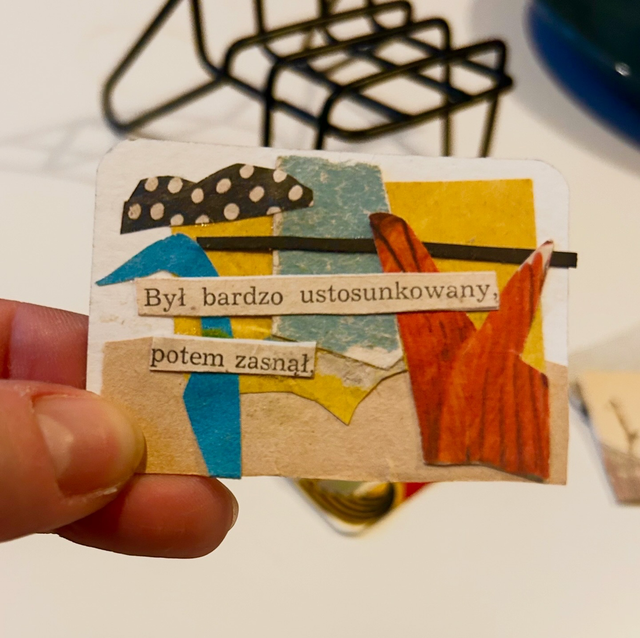 Był bardzo ustosunkowany,
potem zasnął.